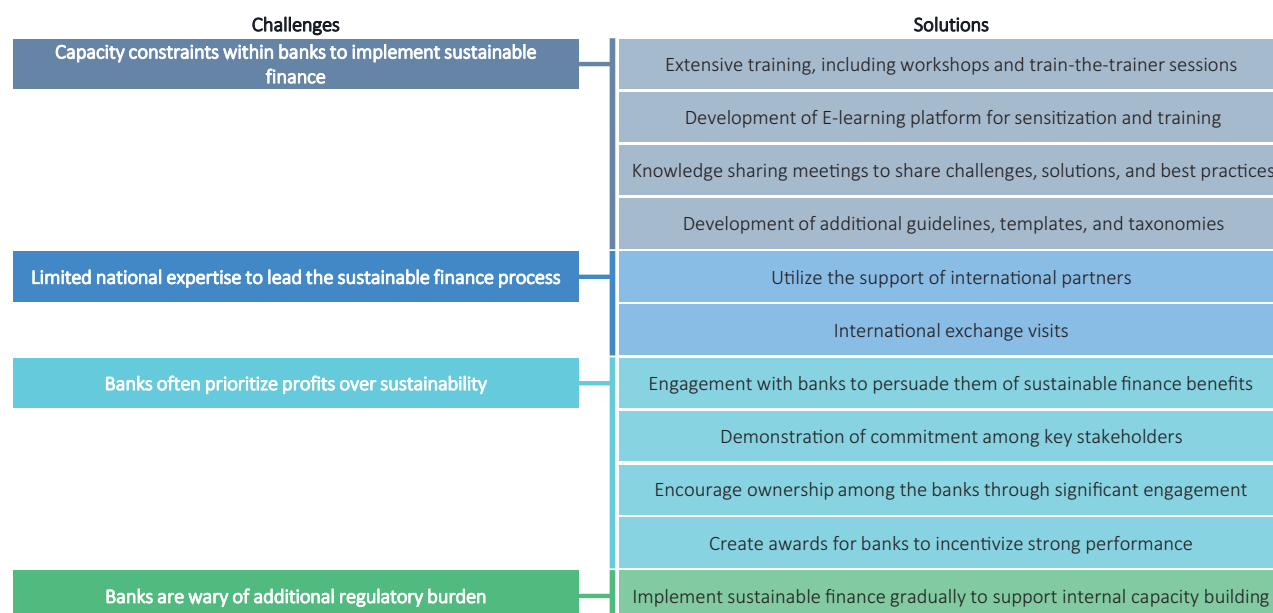 Challenges
Solutions
Capacity constraints within banks to implement sustainable
finance
Extensive training, including workshops and train-the-trainer sessions
Development of E-learning platform for sensitization and training
Knowledge sharing meetings to share challenges, solutions, and best practices
Development of additional guidelines, templates, and taxonomies
Limited national expertise to lead the sustainable finance process
Utilize the support of international partners
International exchange visits
Banks often prioritize profits over sustainability
Engagement with banks to persuade them of sustainable finance benefits
Demonstration of commitment among key stakeholders
Encourage ownership among the banks through significant engagement
Create awards for banks to incentivize strong performance
Banks are wary of additional regulatory burden
Implement sustainable finance gradually to support internal capacity building